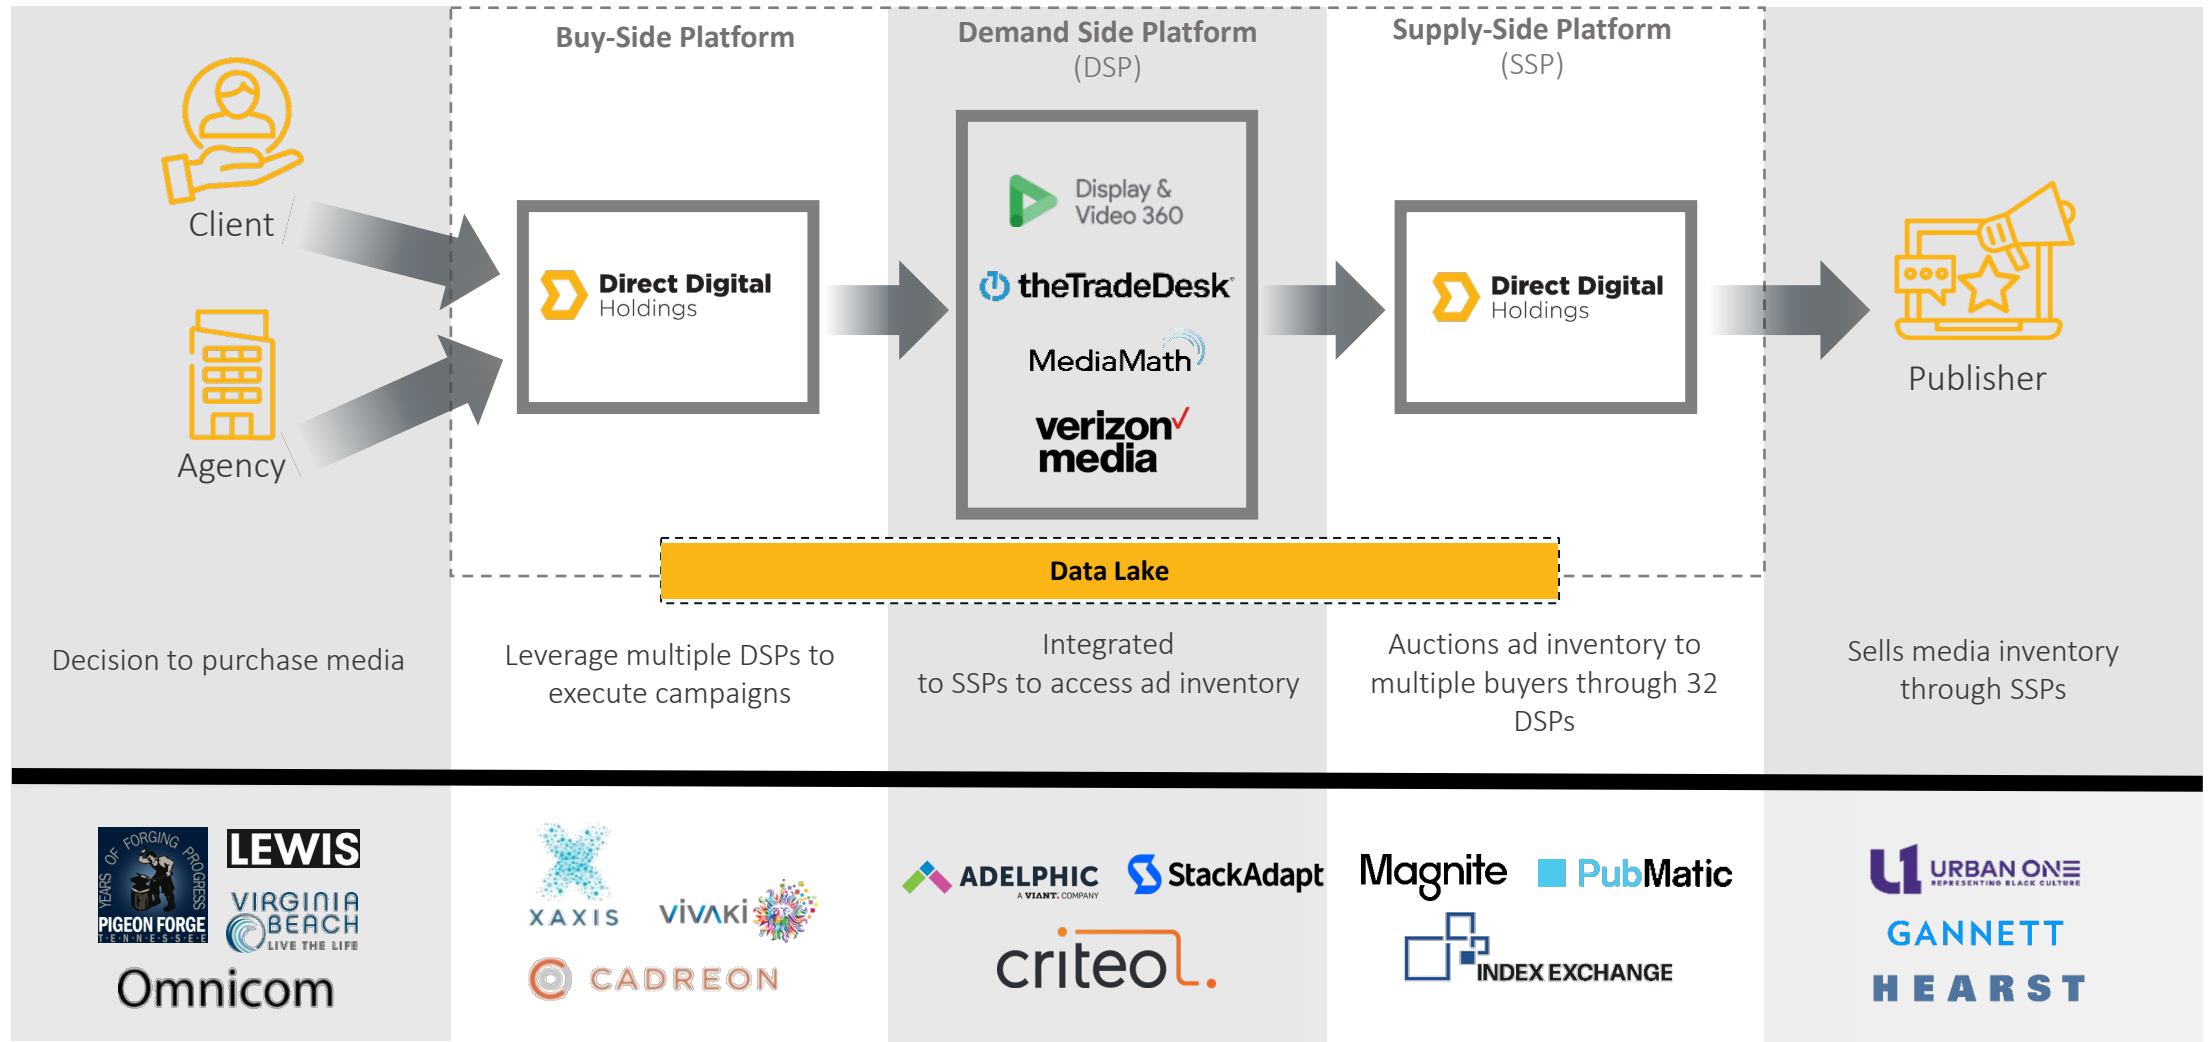 Buy-Side Platform
Demand Side Platform
(DSP)
Supply-Side Platform
(SSP)
Client
Agency
Direct Digital
Holdings
Display &
Video 360
theTradeDesk
MediaMath
verizon
media
Direct Digital
Holdings
Publisher
Data Lake
Decision to purchase media
Leverage multiple DSPs to
execute campaigns
Integrated
to SSPs to access ad inventory
Auctions ad inventory to
multiple buyers through 32
DSPs
Sells media inventory
through SSPs
YEARS OF FORGING PROGRESS
PIGEON FORGE
TENNESSEE
LEWIS
VIRGINIA
BEACH
LIVE THE LIFE
Omnicom
XAXIS
VIVAKI
CADREON
ADELPHIC
A VIANT. COMPANY
StackAdapt
criteo
Magnite
PubMatic
INDEX EXCHANGE
U1 URBAN ONE
REPRESENTING BLACK CULTURE
GANNETT
HEARST